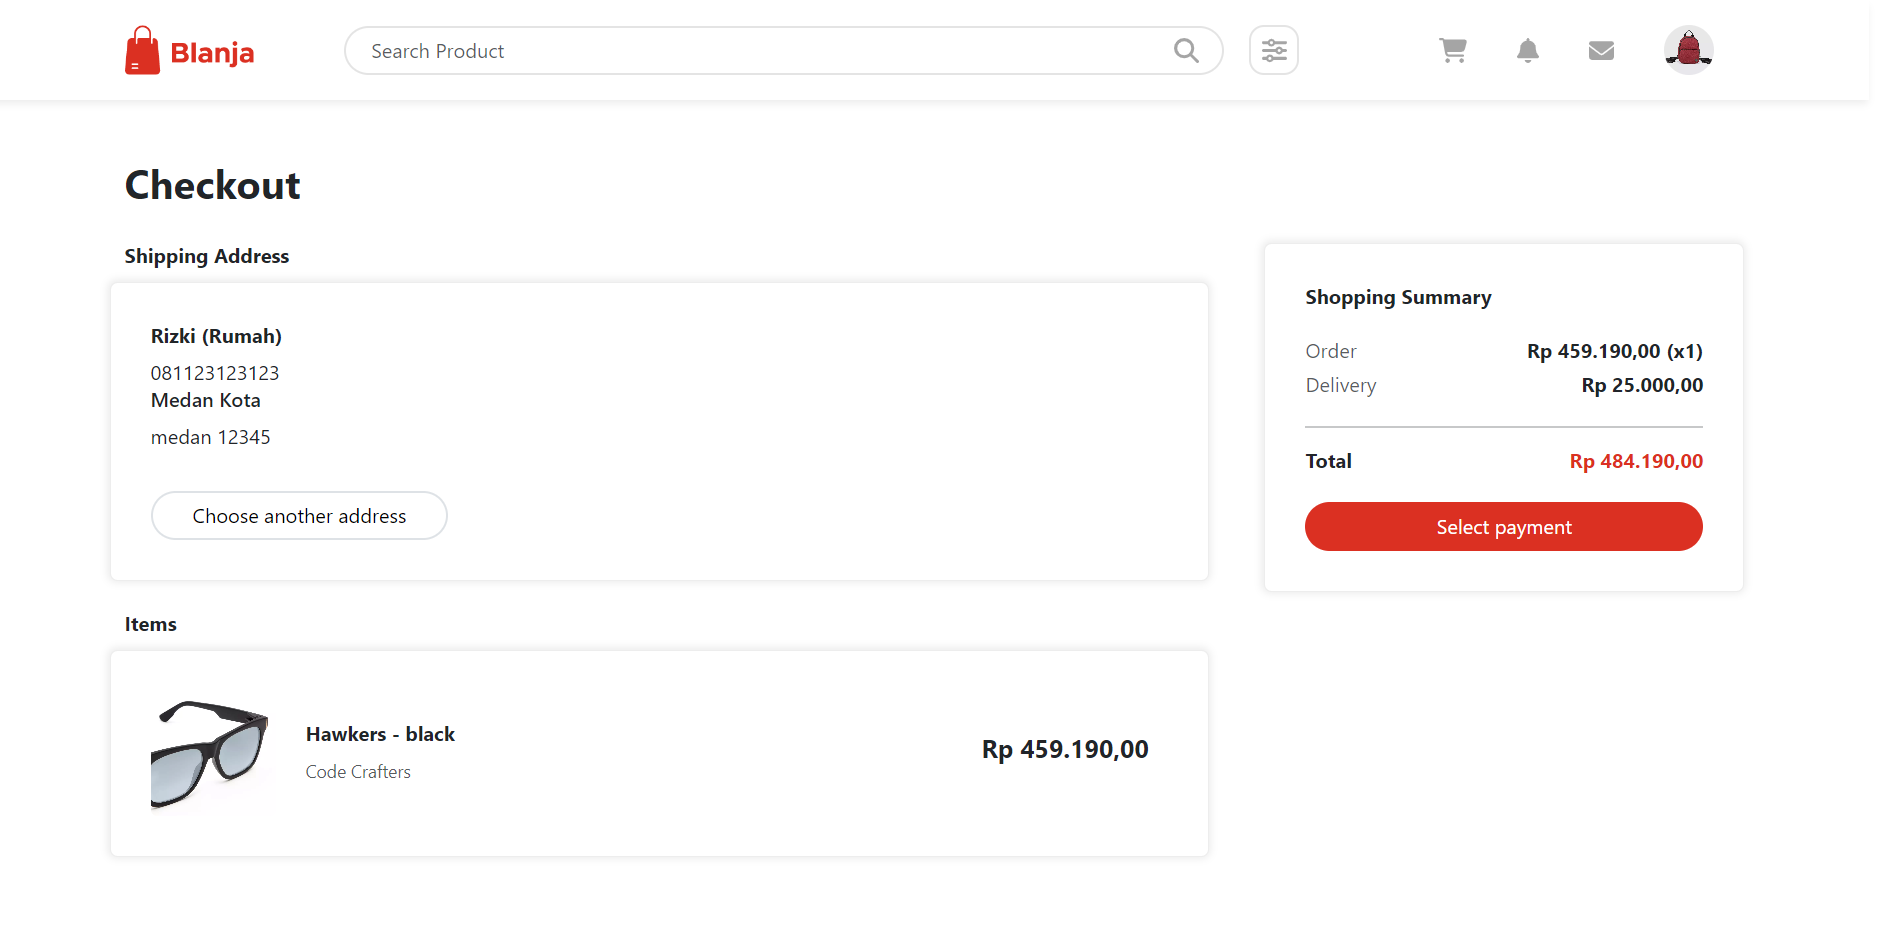 Blanja
Search Product
Checkout
Shipping Address
Rizki (Rumah)
081123123123
Medan Kota
medan 12345
Choose another address
Items
Hawkers - black
Code Crafters
Rp 459.190,00
Shopping Summary
Order Rp 459.190,00 (x1)
Delivery Rp 25.000,00
Total Rp 484.190,00
Select payment